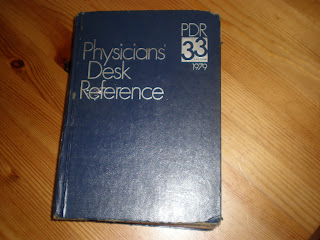 Physicians'
Desk
Reference
PDR
33
1979